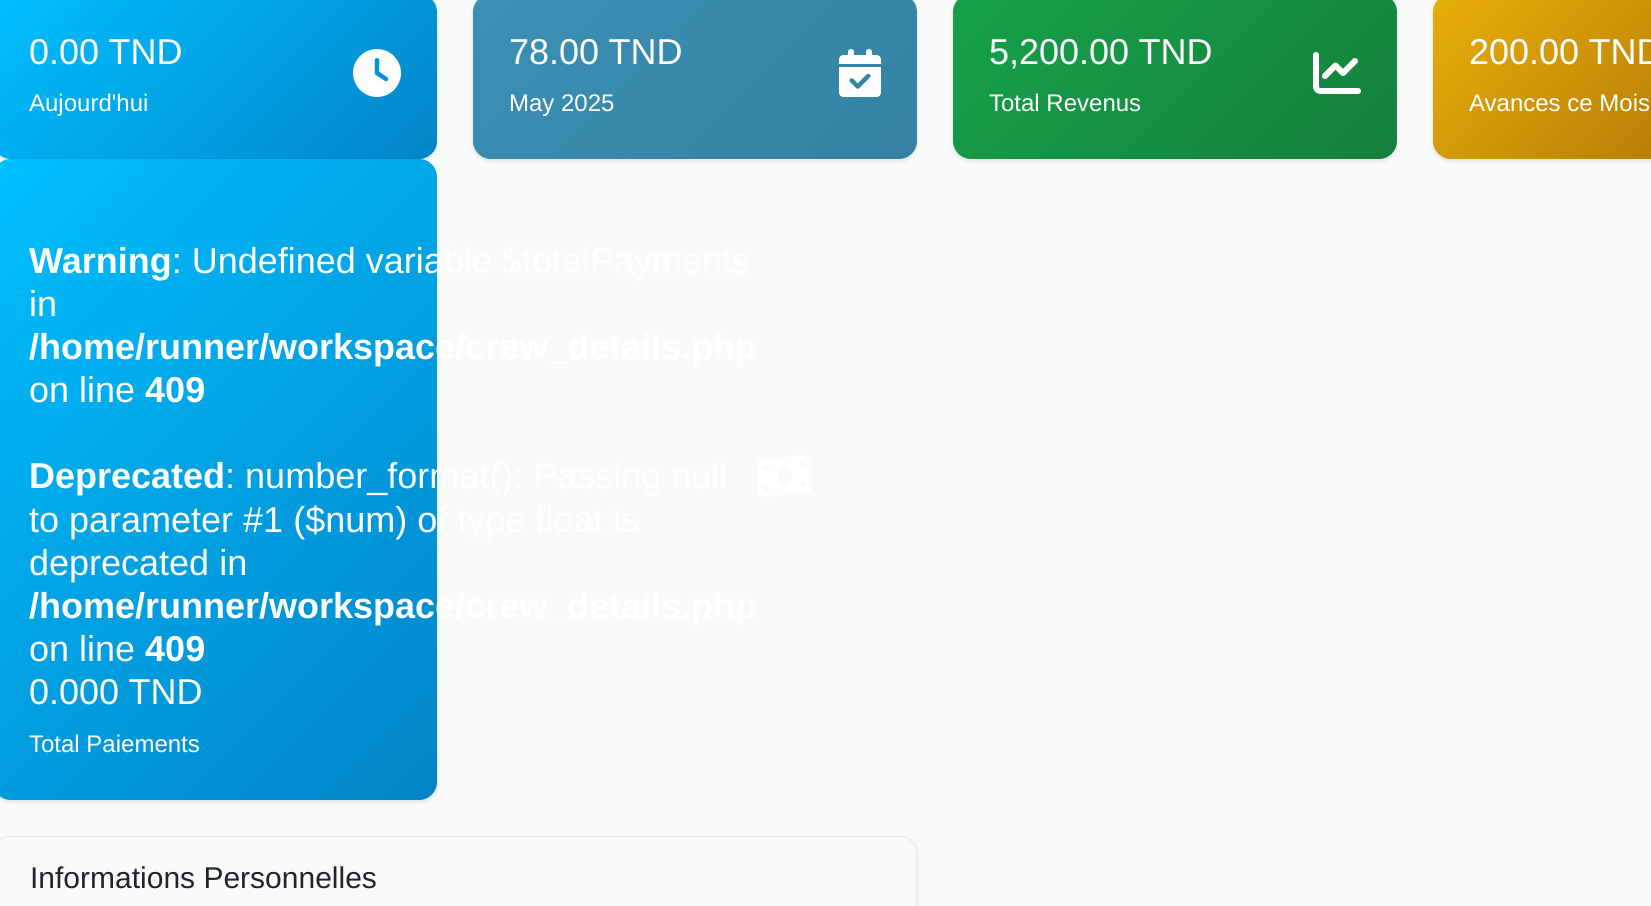 0.00 TND
Aujourd'hui
78.00 TND
May 2025
5,200.00 TND
Total Revenus
200.00 TND
Avances ce Mois
Warning: Undefined variable $totalPayments
in
/home/runner/workspace/crew_details.php
on line 409
Deprecated: number_format(): Passing null
to parameter #1 ($num) of type float is
deprecated in
/home/runner/workspace/crew_details.php
on line 409
0.000 TND
Total Paiements
Informations Personnelles